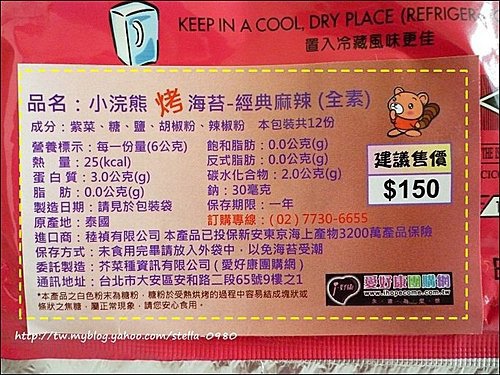 KEEP IN A COOL, DRY PLACE (REFRIGER
置入冷藏風味更佳
品名：小浣熊 烤 海苔-經典麻辣 (全素)
成分：紫菜、糖、鹽、胡椒粉、辣椒粉 本包裝共12份
營養標示：每一份量(6公克) 飽和脂肪：0.0公克(g)
熱 量：25(kcal) 反式脂肪：0.0公克(g)
蛋白質：3.0公克(g) 碳水化合物：2.0公克(g)
脂 肪：0.0公克(g) 鈉：30毫克
製造日期：請見於包裝袋 保存期限：一年
原產地：泰國 訂購專線：(02) 7730-6655
進口商：稑禎有限公司 本產品已投保新安東京海上產物3200萬產品保險
保存方式：未食用完畢請放入外袋中，以免海苔受潮
委託製造：芥菜種資訊有限公司 (愛好康團購網)
通訊地址：台北市大安區安和路二段65號9樓之1
*本產品之白色粉末為糖粉，糖粉於受熱烘烤的過程中容易結成塊狀或
條狀之焦糖，屬正常現象，請您安心食用。
建議售價
$150
愛好康團購網
www.ihopecome.com.tw
http://tw.myblog.yahoo.com/stella-0980